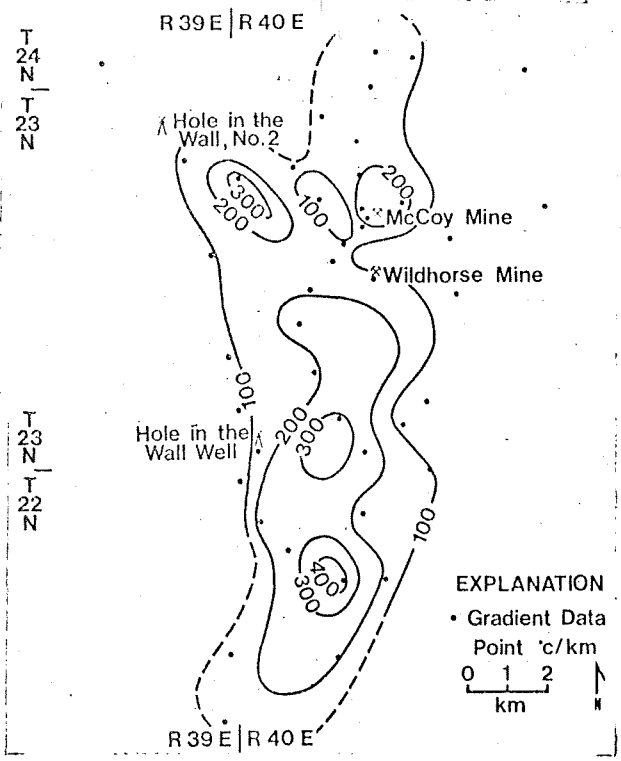 R 39 E | R 40 E
T
24
N
T
23
N
Hole in the
Wall, No. 2
300
200
100
200
McCoy Mine
Wildhorse Mine
100
T
23
N
T
22
N
Hole in the
Wall Well
200
300
400
300
100
EXPLANATION
• Gradient Data
Point °c/km
0 1 2
km
N
R 39 E | R 40 E